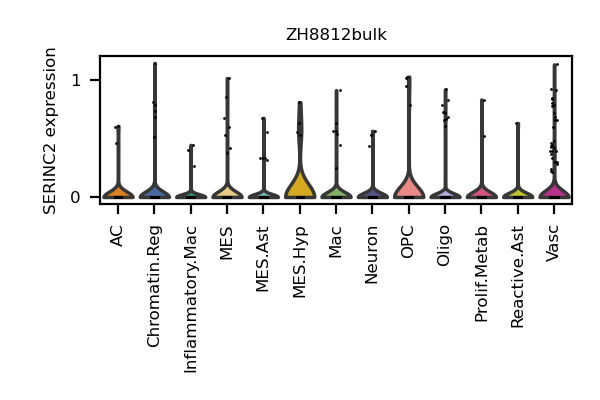 ZH8812bulk
SERINC2 expression
1
0
AC
Chromatin.Reg
Inflammatory.Mac
MES
MES.Ast
MES.Hyp
Mac
Neuron
OPC
Oligo
Prolif.Metab
Reactive.Ast
Vasc